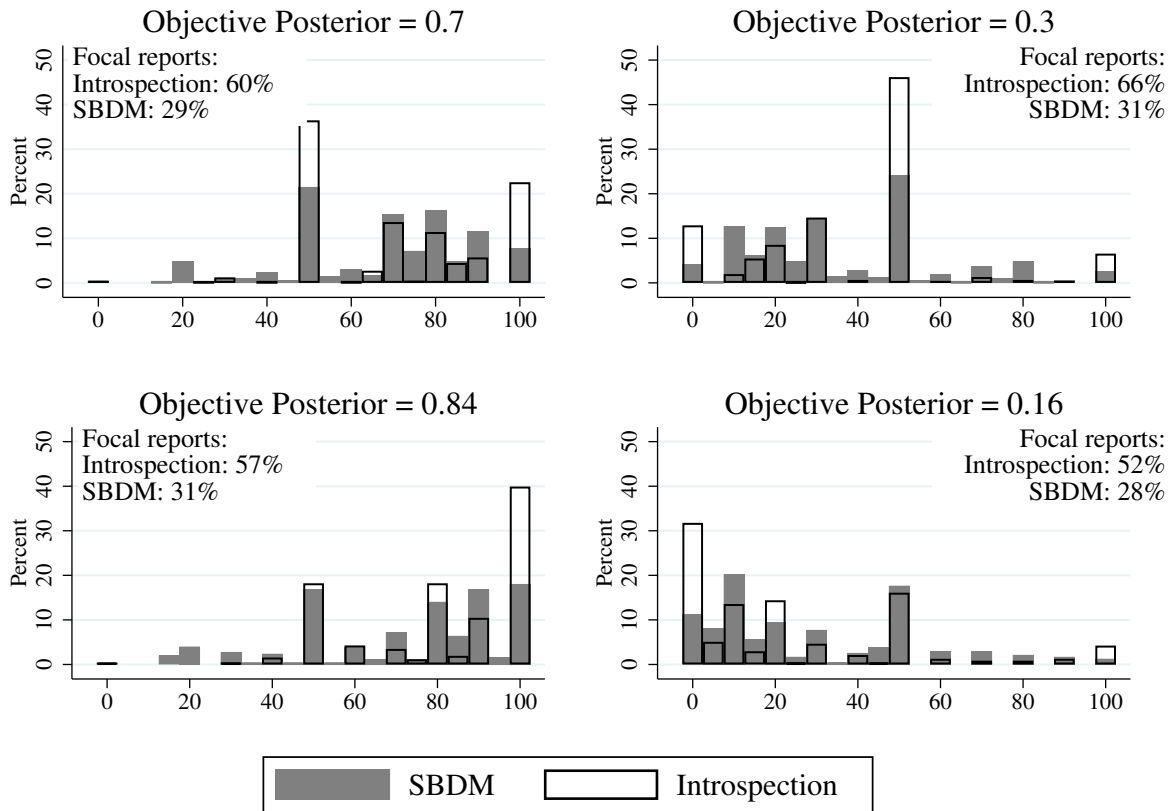 Objective Posterior = 0.7
Focal reports:
Introspection: 60%
SBDM: 29%
Percent
50
40
30
20
10
0
0 20 40 60 80 100
Objective Posterior = 0.3
Focal reports:
Introspection: 66%
SBDM: 31%
Percent
50
40
30
20
10
0
0 20 40 60 80 100
Objective Posterior = 0.84
Focal reports:
Introspection: 57%
SBDM: 31%
Percent
50
40
30
20
10
0
0 20 40 60 80 100
Objective Posterior = 0.16
Focal reports:
Introspection: 52%
SBDM: 28%
Percent
50
40
30
20
10
0
0 20 40 60 80 100
SBDM Introspection